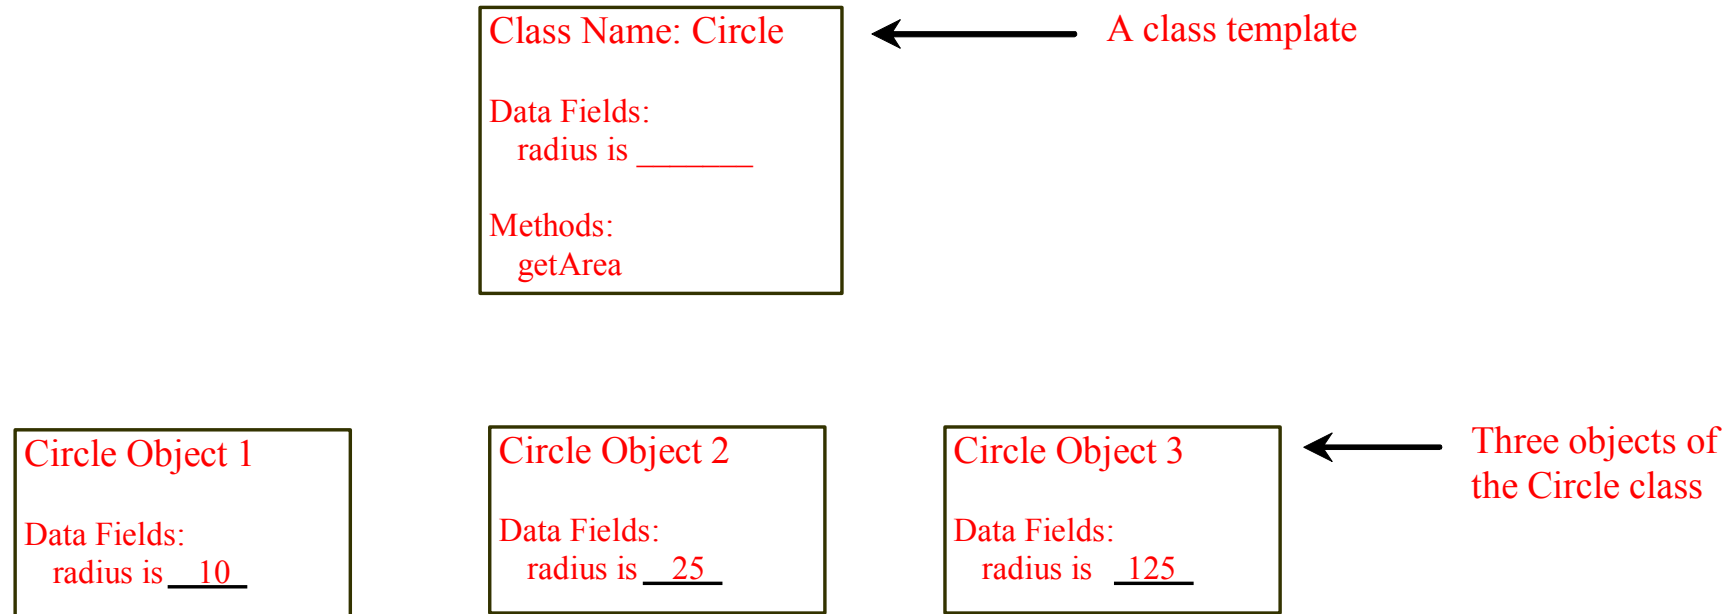 Class Name: Circle
A class template
Data Fields:
radius is _______
Methods:
getArea
Circle Object 1
Data Fields:
radius is 10
Circle Object 2
Data Fields:
radius is 25
Circle Object 3
Data Fields:
radius is 125
Three objects of
the Circle class